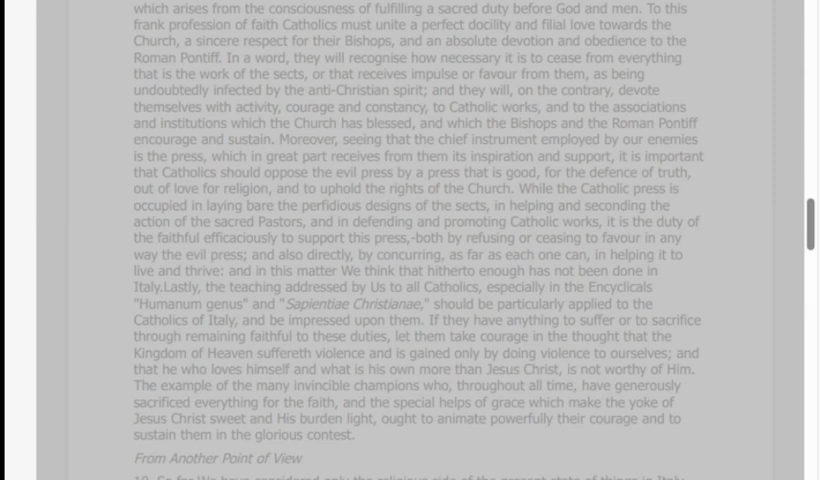 which arises from the consciousness of fulfilling a sacred duty before God and men. To this
frank profession of faith Catholics must unite a perfect docility and filial love towards the
Church, a sincere respect for their Bishops, and an absolute devotion and obedience to the
Roman Pontiff. In a word, they will recognise how necessary it is to cease from everything
that is the work of the sects, or that receives impulse or favour from them, as being
undoubtedly infected by the anti-Christian spirit; and they will, on the contrary, devote
themselves with activity, courage and constancy, to Catholic works, and to the associations
and institutions which the Church has blessed, and which the Bishops and the Roman Pontiff
encourage and sustain. Moreover, seeing that the chief instrument employed by our enemies
is the press, which in great part receives from them its inspiration and support, it is important
that Catholics should oppose the evil press by a press that is good, for the defence of truth,
out of love for religion, and to uphold the rights of the Church. While the Catholic press is
occupied in laying bare the perfidious designs of the sects, in helping and seconding the
action of the sacred Pastors, and in defending and promoting Catholic works, it is the duty of
the faithful efficaciously to support this press,-both by refusing or ceasing to favour in any
way the evil press; and also directly, by concurring, as far as each one can, in helping it to
live and thrive: and in this matter We think that hitherto enough has not been done in
Italy.Lastly, the teaching addressed by Us to all Catholics, especially in the Encyclicals
"Humanum genus" and "Sapientiae Christianae," should be particularly applied to the
Catholics of Italy, and be impressed upon them. If they have anything to suffer or to sacrifice
through remaining faithful to these duties, let them take courage in the thought that the
Kingdom of Heaven suffereth violence and is gained only by doing violence to ourselves; and
that he who loves himself and what is his own more than Jesus Christ, is not worthy of Him.
The example of the many invincible champions who, throughout all time, have generously
sacrificed everything for the faith, and the special helps of grace which make the yoke of
Jesus Christ sweet and His burden light, ought to animate powerfully their courage and to
sustain them in the glorious contest.
From Another Point of View
So far We have considered only the religious side of the present state of things in Italy